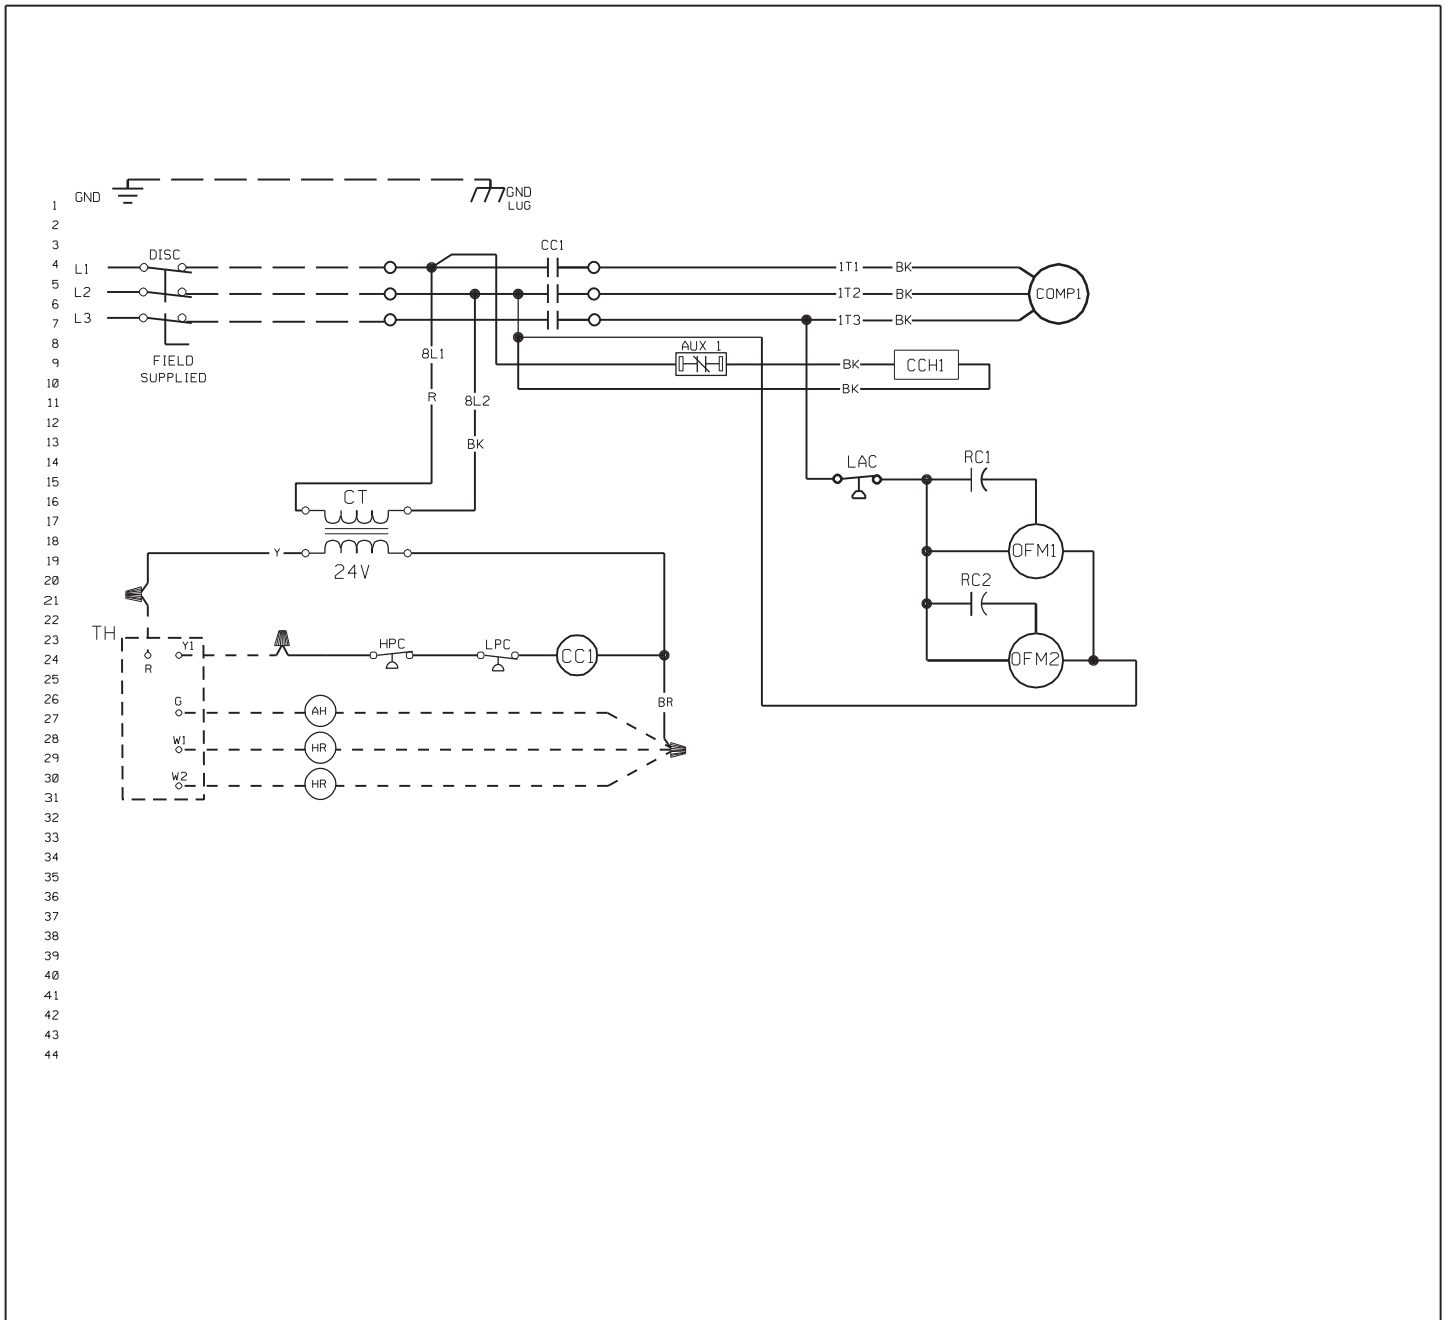 GND
GND
LUG
1
2
3
CC1
DISC
4
L1
1T1 BK
5
L2
1T2 BK
COMP1
6
7
L3
1T3 BK
8
AUX 1
8L1
FIELD
9
BK
CCH1
SUPPLIED
10
BK
R
8L2
11
12
13
BK
14
LAC
RC1
15
CT
16
17
18
Y
OFM1
19
24V
20
RC2
21
22
TH
23
Y1
HPC
LPC
24
CC1
OFM2
R
25
26
G
BR
27
AH
28
W1
HR
29
30
W2
HR
31
32
33
34
35
36
37
38
39
40
41
42
43
44